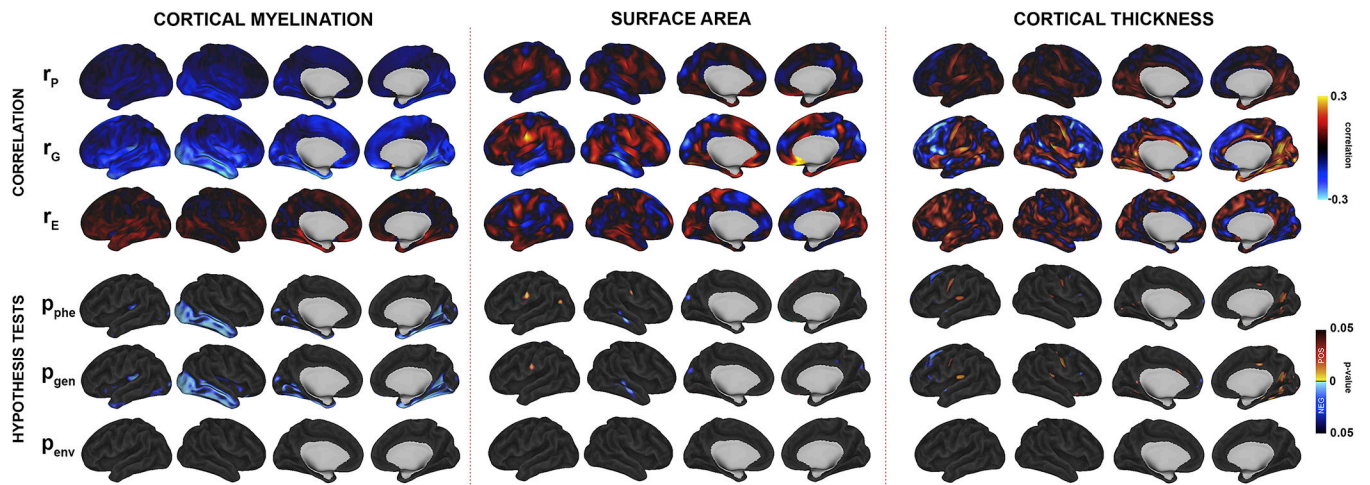 CORTICAL MYELINATION
SURFACE AREA
CORTICAL THICKNESS
CORRELATION
rP
rG
rE
0.3
correlation
-0.3
HYPOTHESIS TESTS
pphe
pgen
penv
0.05
POS
0
NEG
p-value
0.05